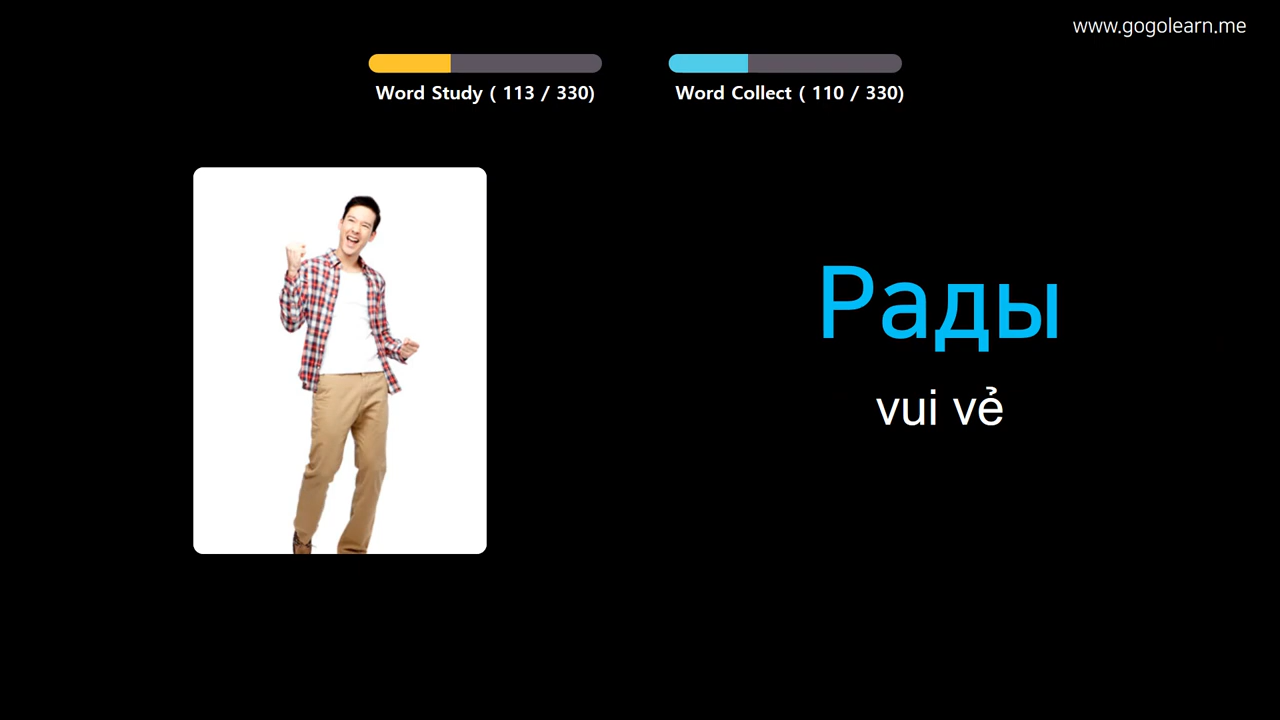 www.gogolearn.me
Word Study ( 113 / 330)
Word Collect ( 110 / 330)
Рады
vui vẻ